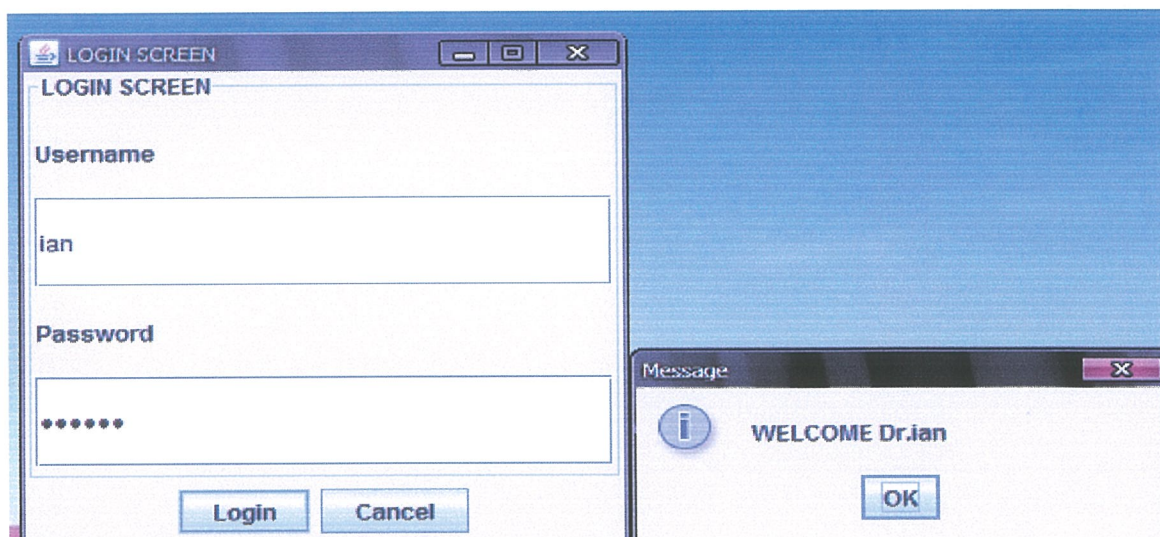 LOGIN SCREEN
LOGIN SCREEN
Username
ian
Password
••••••
Login Cancel
Message
WELCOME Dr.ian
OK